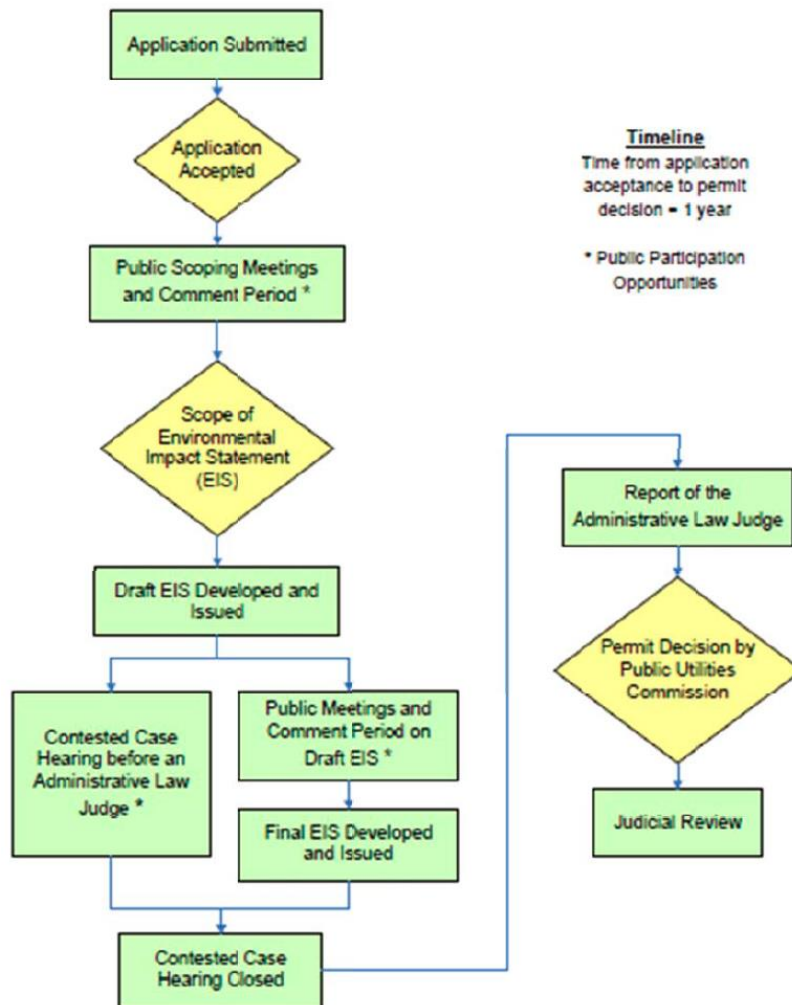 Application Submitted
Application
Accepted
Timeline
Time from application
acceptance to permit
decision = 1 year
* Public Participation
Opportunities
Public Scoping Meetings
and Comment Period *
Scope of
Environmental
Impact Statement
(EIS)
Draft EIS Developed and
Issued
Contested Case
Hearing before an
Administrative Law
Judge *
Public Meetings and
Comment Period on
Draft EIS *
Final EIS Developed
and Issued
Contested Case
Hearing Closed
Report of the
Administrative Law Judge
Permit Decision by
Public Utilities
Commission
Judicial Review